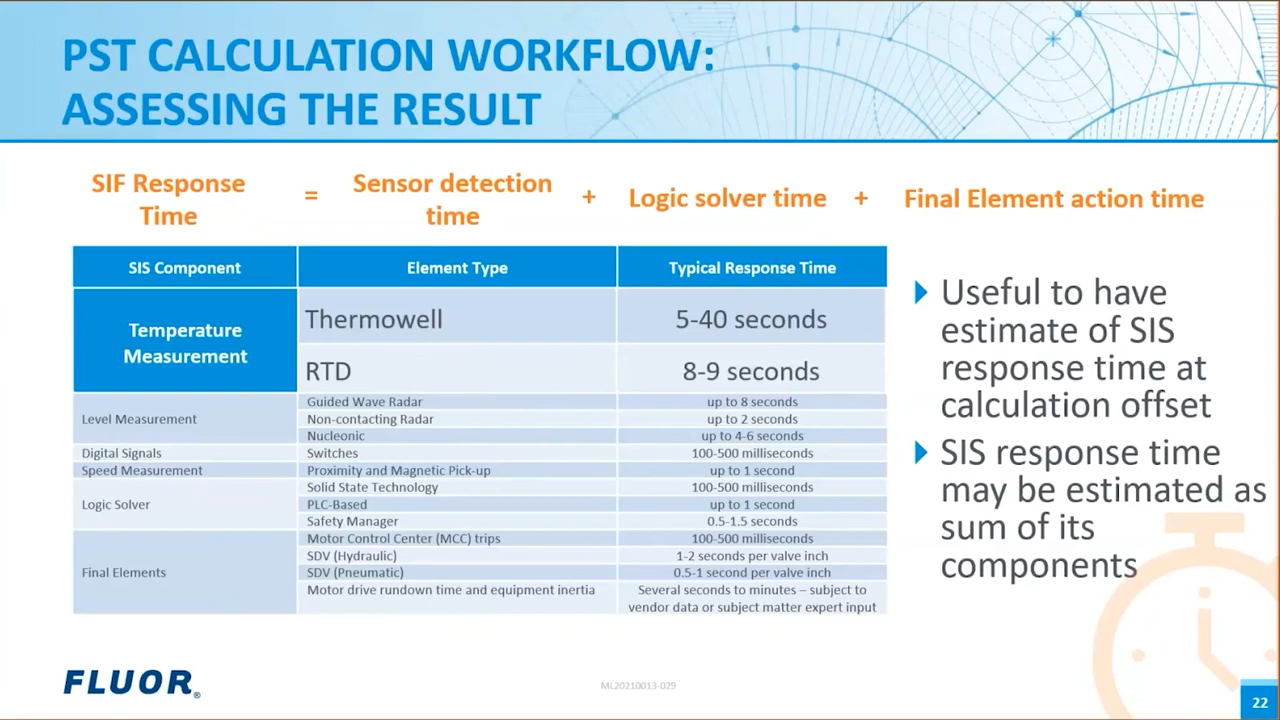 PST CALCULATION WORKFLOW:
ASSESSING THE RESULT
SIF Response
Time
=
Sensor detection
time
+
Logic solver time
+
Final Element action time
SIS Component
Element Type
Typical Response Time
Temperature
Measurement
Thermowell
5-40 seconds
RTD
8-9 seconds
Level Measurement
Guided Wave Radar
up to 8 seconds
Non-contacting Radar
up to 2 seconds
Nucleonic
up to 4-6 seconds
Digital Signals
Switches
100-500 milliseconds
Speed Measurement
Proximity and Magnetic Pick-up
up to 1 second
Logic Solver
Solid State Technology
100-500 milliseconds
PLC-Based
up to 1 second
Safety Manager
0.5-1.5 seconds
Final Elements
Motor Control Center (MCC) trips
100-500 milliseconds
SDV (Hydraulic)
1-2 seconds per valve inch
SDV (Pneumatic)
0.5-1 second per valve inch
Motor drive rundown time and equipment inertia
Several seconds to minutes – subject to
vendor data or subject matter expert input
Useful to have
estimate of SIS
response time at
calculation offset
SIS response time
may be estimated as
sum of its
components
FLUOR®
ML20210013-029
22